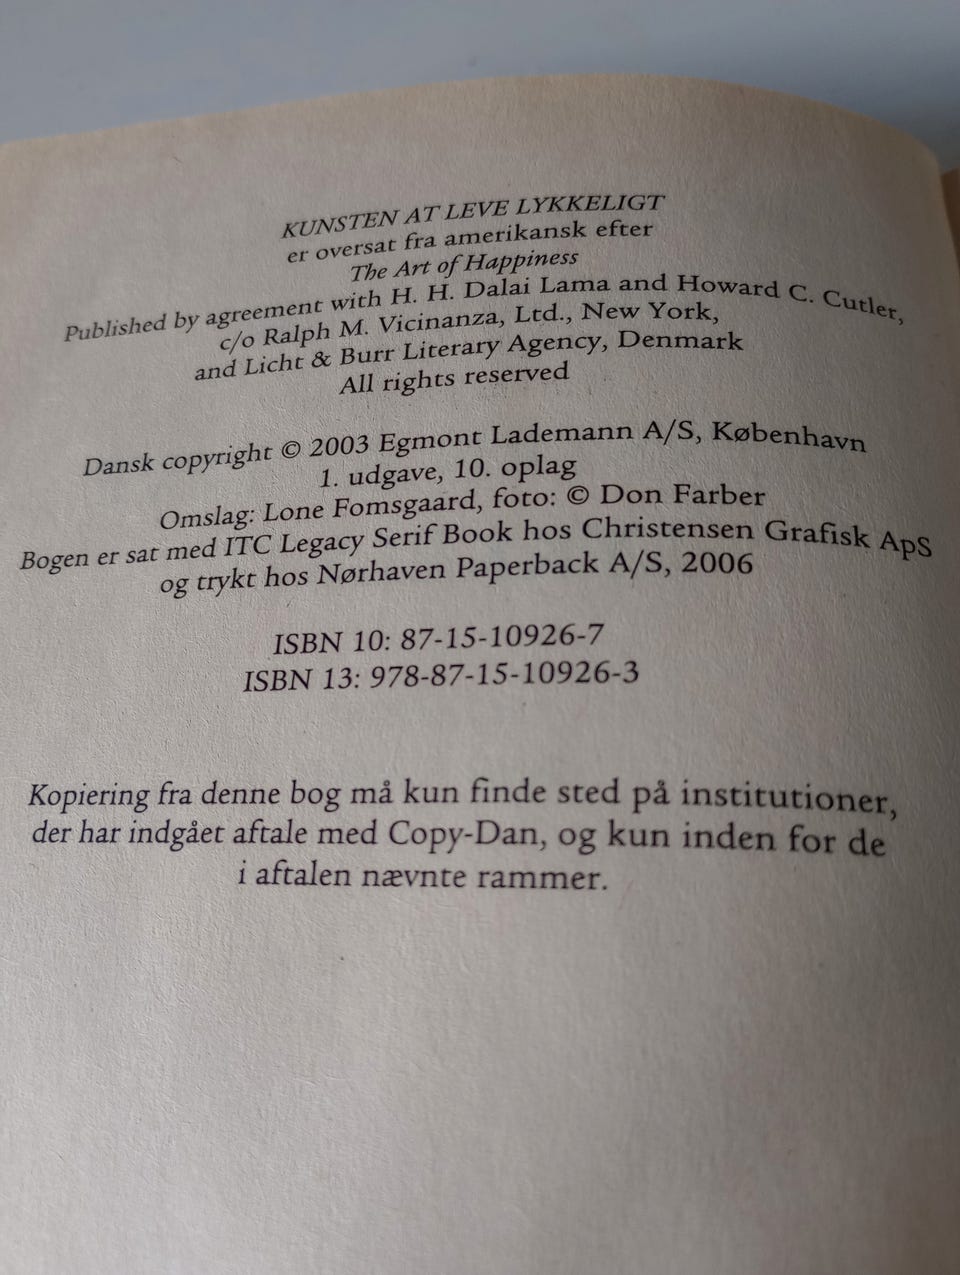 KUNSTEN AT LEVE LYKKELIGT
er oversat fra amerikansk efter
The Art of Happiness
Published by agreement with H. H. Dalai Lama and Howard C. Cutler,
c/o Ralph M. Vicinanza, Ltd., New York,
and Licht & Burr Literary Agency, Denmark
All rights reserved
Dansk copyright © 2003 Egmont Lademann A/S, København
1. udgave, 10. oplag
Omslag: Lone Fomsgaard, foto: © Don Farber
Bogen er sat med ITC Legacy Serif Book hos Christensen Grafisk ApS
og trykt hos Nørhaven Paperback A/S, 2006
ISBN 10: 87-15-10926-7
ISBN 13: 978-87-15-10926-3
Kopiering fra denne bog må kun finde sted på institutioner,
der har indgået aftale med Copy-Dan, og kun inden for de
i aftalen nævnte rammer.